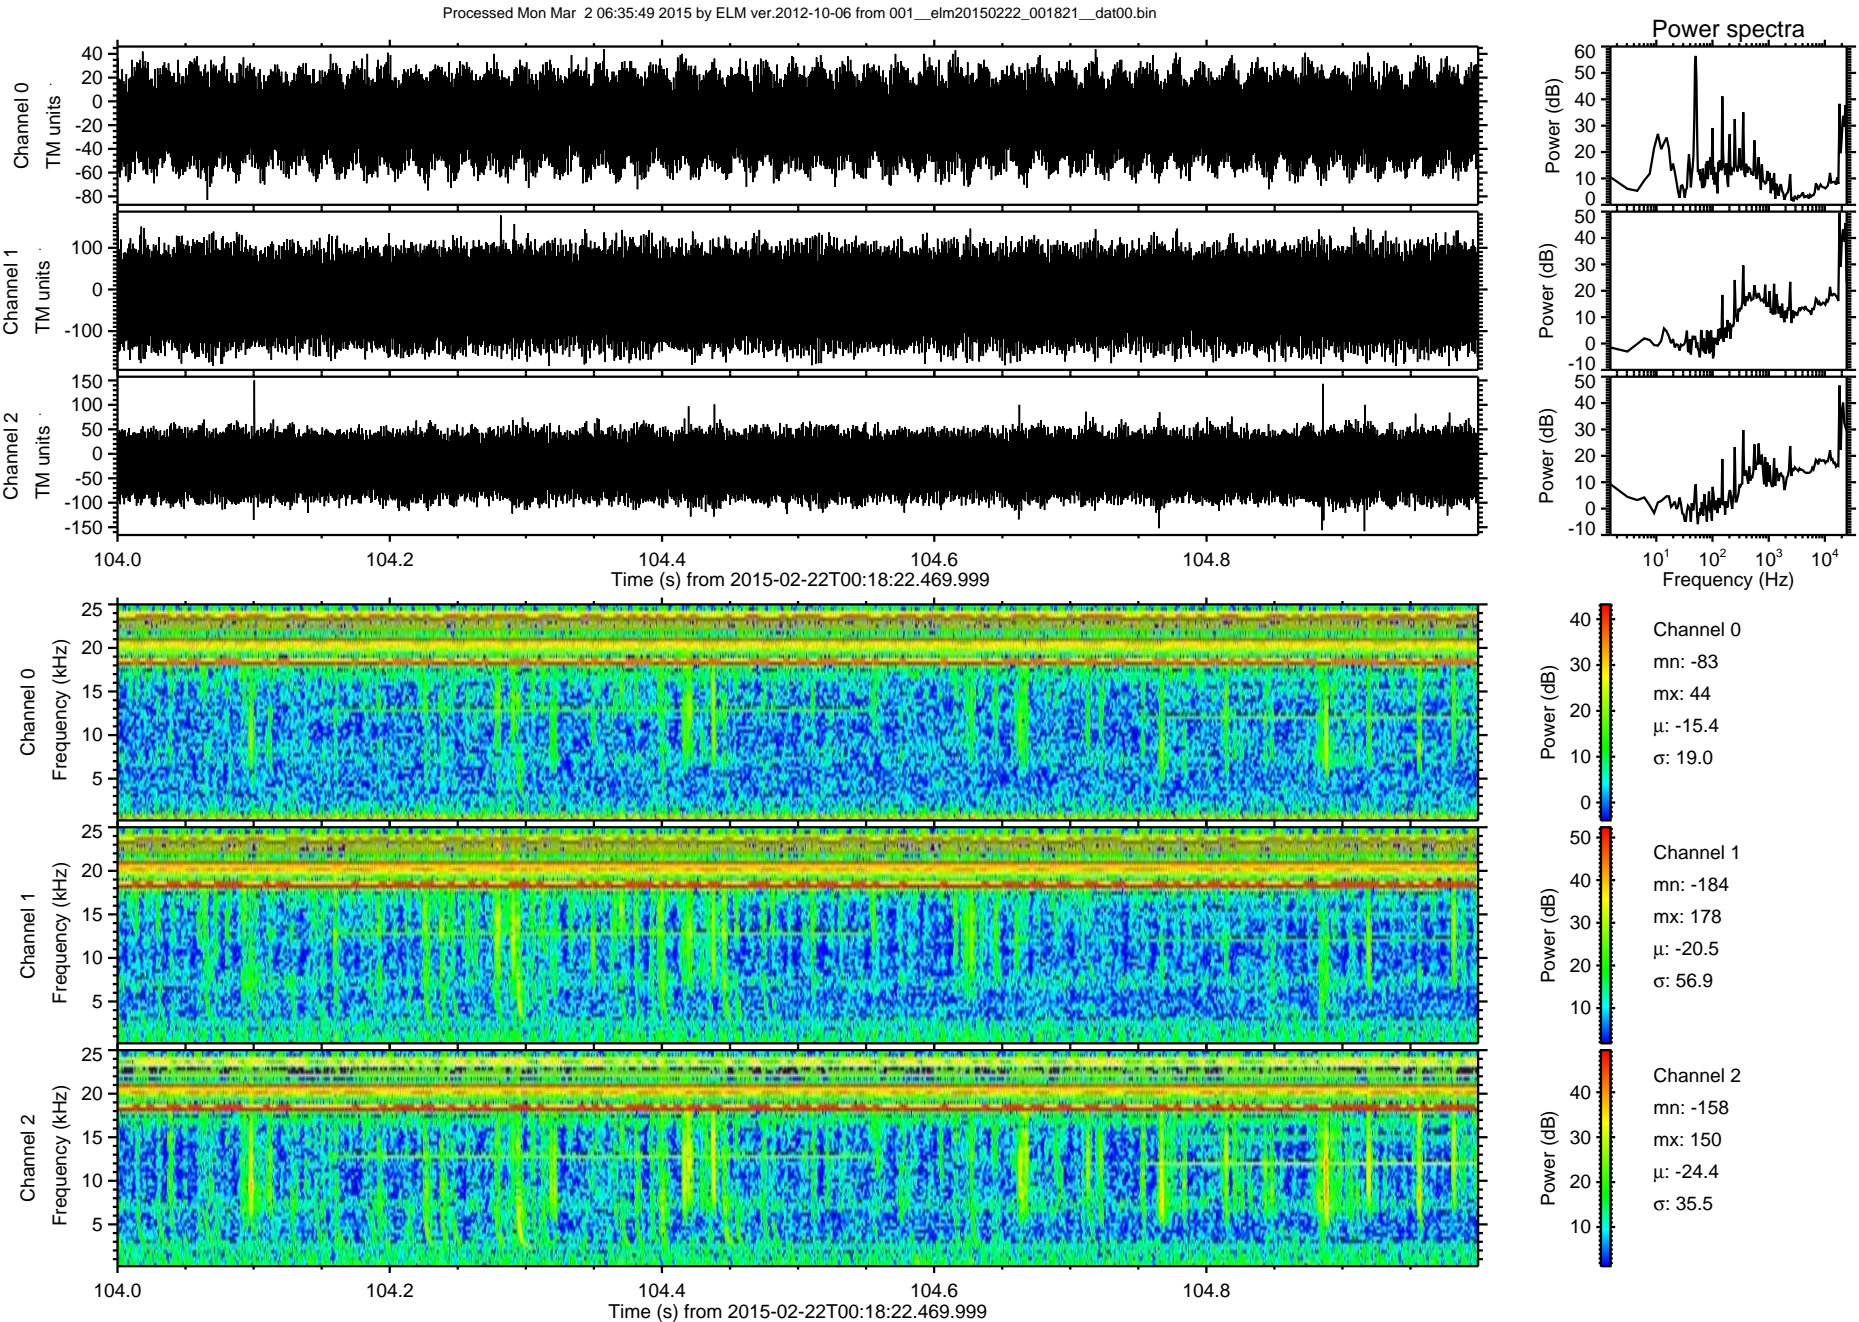 Processed Mon Mar  2 06:35:49 2015 by ELM ver.2012-10-06 from 001__elm20150222_001821__dat00.bin
Power spectra
Channel 0
TM units
40
20
0
-20
-40
-60
-80
Power (dB)
60
50
40
30
20
10
0
Channel 1
TM units
100
0
-100
Power (dB)
50
40
30
20
10
0
-10
Channel 2
TM units
150
100
50
0
-50
-100
-150
Power (dB)
50
40
30
20
10
0
-10
104.0 104.2 104.4 104.6 104.8
Time (s) from 2015-02-22T00:18:22.469.999
10^1 10^2 10^3 10^4
Frequency (Hz)
Channel 0
Frequency (kHz)
25
20
15
10
5
Power (dB)
40
30
20
10
0
Channel 0
mn: -83
mx: 44
µ: -15.4
σ: 19.0
Channel 1
Frequency (kHz)
25
20
15
10
5
Power (dB)
50
40
30
20
10
Channel 1
mn: -184
mx: 178
µ: -20.5
σ: 56.9
Channel 2
Frequency (kHz)
25
20
15
10
5
Power (dB)
40
30
20
10
Channel 2
mn: -158
mx: 150
µ: -24.4
σ: 35.5
104.0 104.2 104.4 104.6 104.8
Time (s) from 2015-02-22T00:18:22.469.999